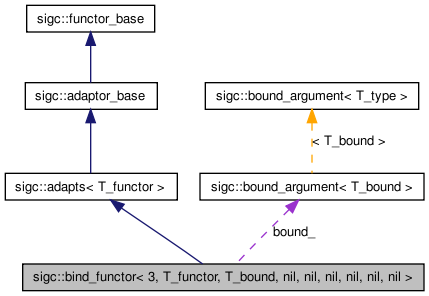 sigc::functor_base
sigc::adaptor_base
sigc::bound_argument< T_type >
< T_bound >
sigc::adapts< T_functor >
sigc::bound_argument< T_bound >
bound_
sigc::bind_functor< 3, T_functor, T_bound, nil, nil, nil, nil, nil, nil >